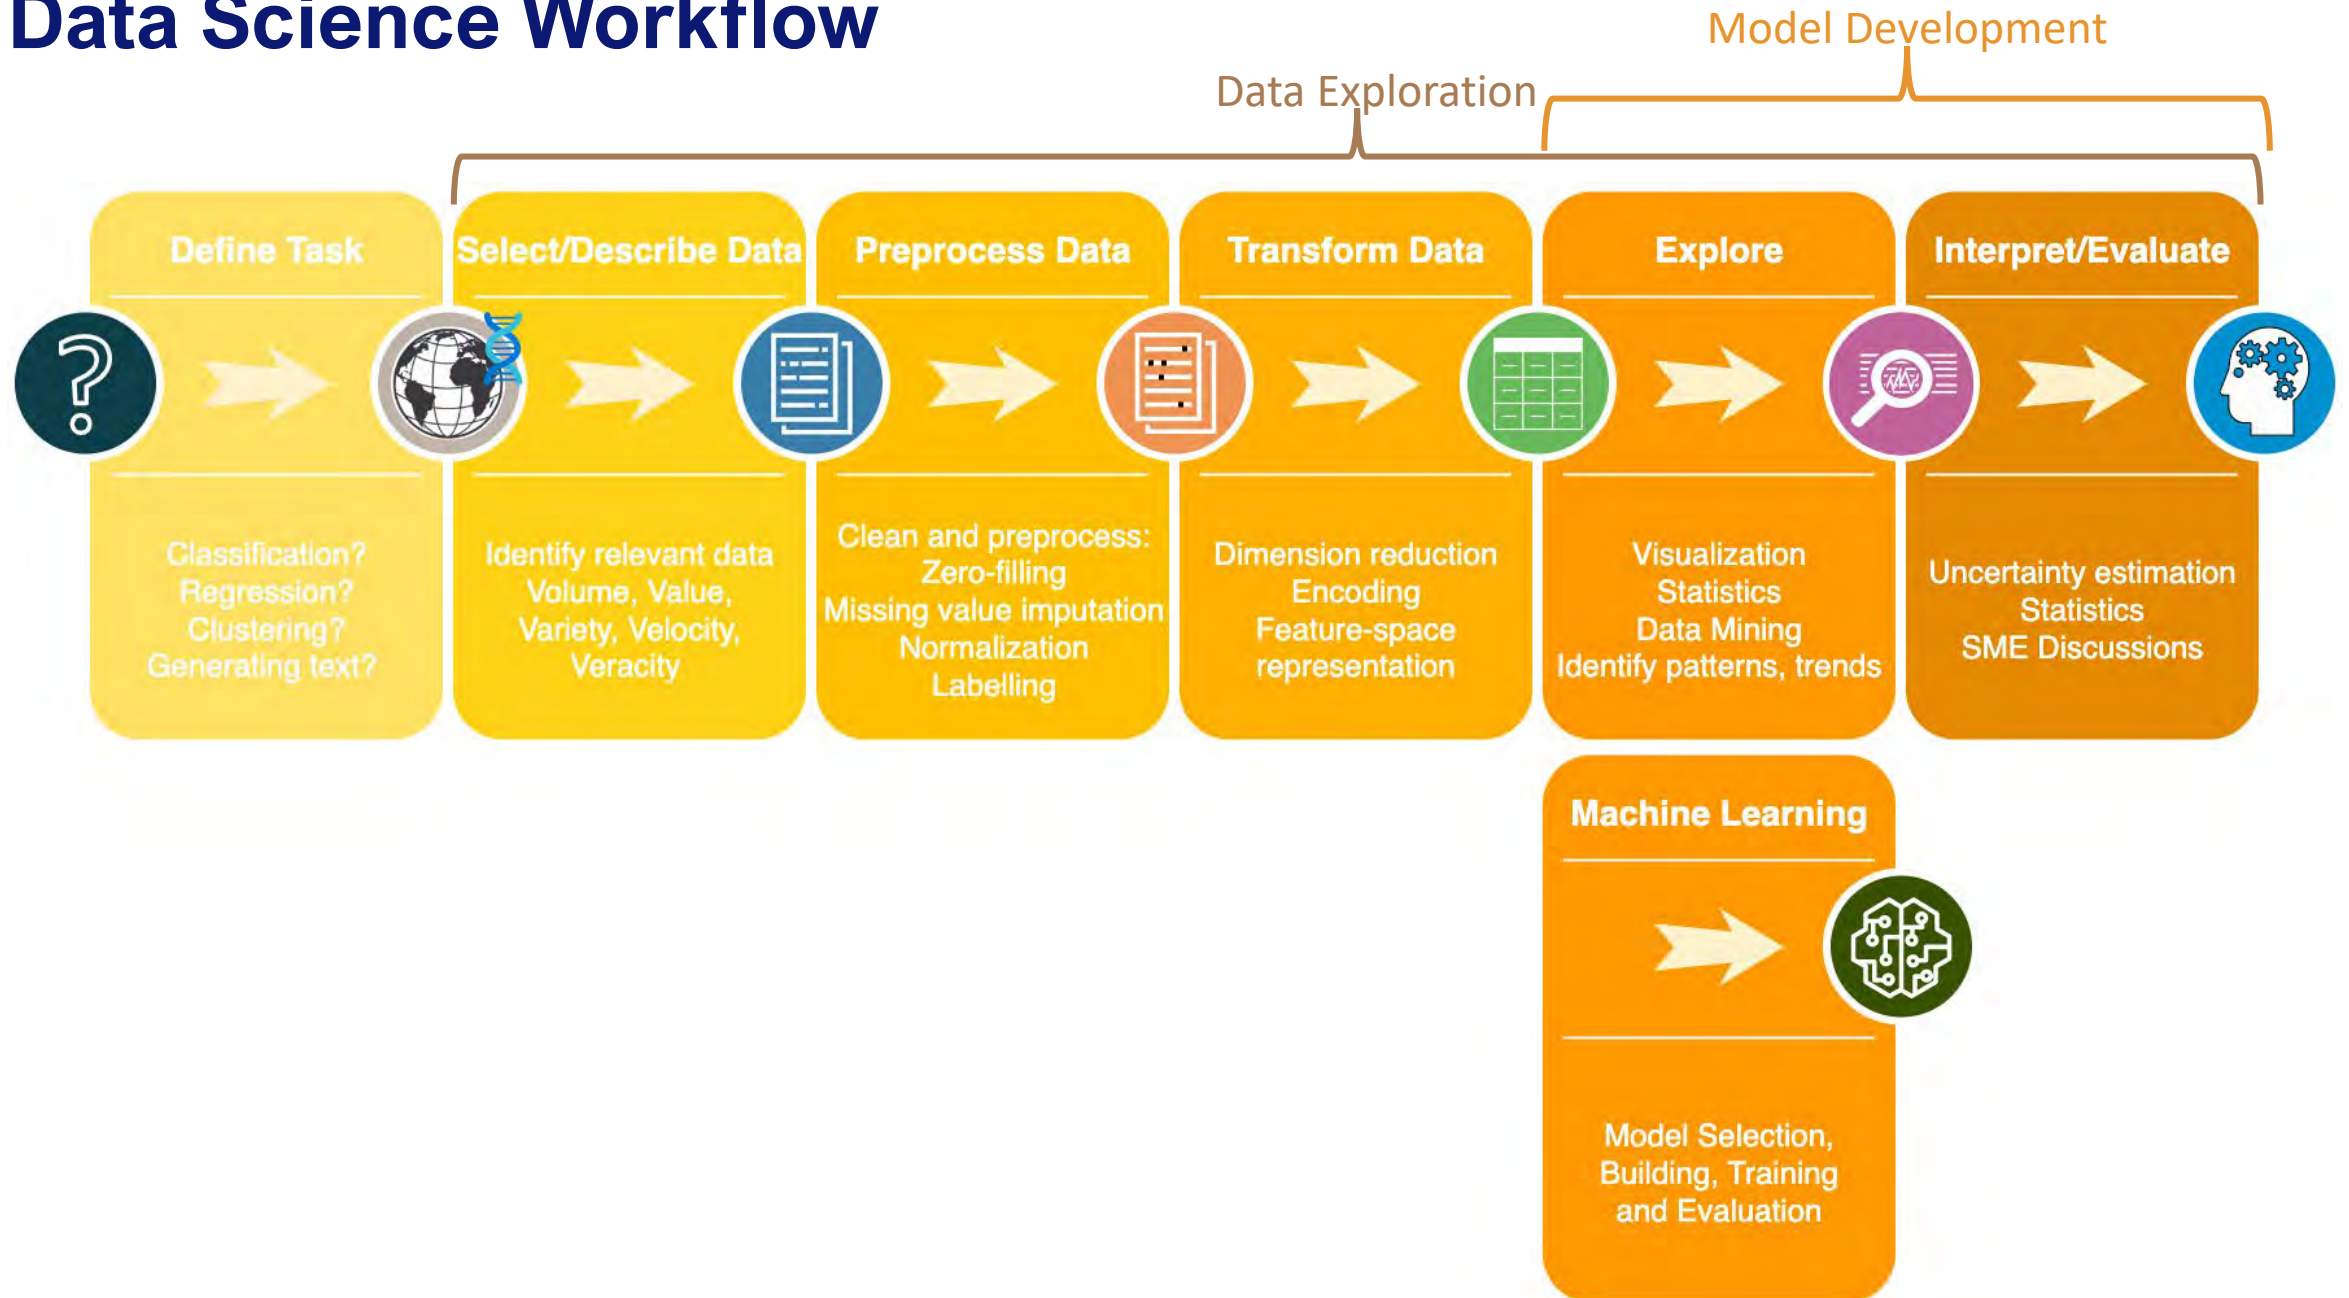 Data Science Workflow
Model Development
Data Exploration
Define Task
Classification?
Regression?
Clustering?
Generating text?
Select/Describe Data
Identify relevant data
Volume, Value,
Variety, Velocity,
Veracity
Preprocess Data
Clean and preprocess:
Zero-filling
Missing value imputation
Normalization
Labelling
Transform Data
Dimension reduction
Encoding
Feature-space
representation
Explore
Visualization
Statistics
Data Mining
Identify patterns, trends
Interpret/Evaluate
Uncertainty estimation
Statistics
SME Discussions
Machine Learning
Model Selection,
Building, Training
and Evaluation